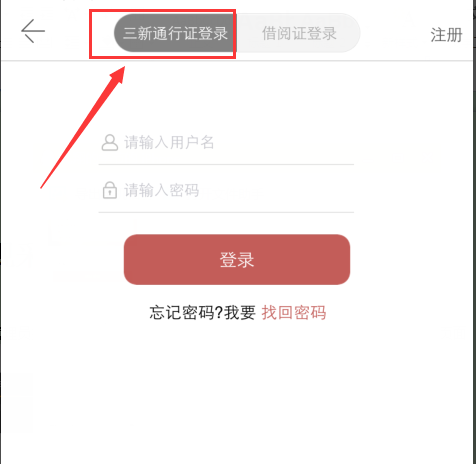 三新通行证登录 借阅证登录 注册
请输入用户名
请输入密码
登录
忘记密码?我要 找回密码